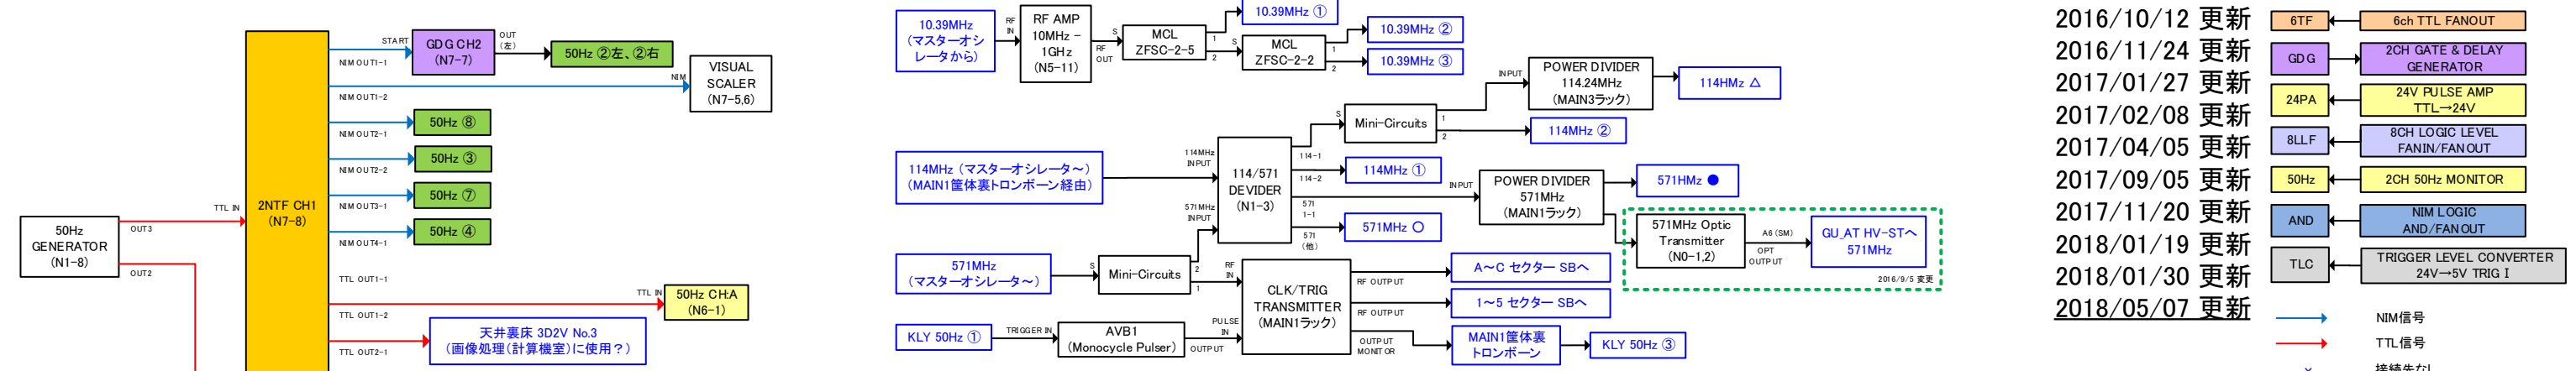 50Hz
GENERATOR
(N1-8)
OUT3
OUT2
TTL IN
2NTF CH1
(N7-8)
START
NIM OUT1-1
GDG CH2
(N7-7)
OUT
(左)
50Hz ②左、②右
NIM OUT1-2
NIM
VISUAL
SCALER
(N7-5,6)
NIM OUT2-1
50Hz ⑧
NIM OUT2-2
50Hz ③
NIM OUT3-1
50Hz ⑦
NIM OUT4-1
50Hz ④
TTL OUT1-1
TTL OUT1-2
TTL IN
50Hz CH:A
(N6-1)
TTL OUT2-1
天井裏床 3D2V No.3
(画像処理(計算機室)に使用？)
10.39MHz
(マスターオシ
レータから)
RF
IN
RF AMP
10MHz -
1GHz
(N5-11)
RF
OUT
S
MCL
ZFSC-2-5
1
2
10.39MHz ①
S
MCL
ZFSC-2-2
1
2
10.39MHz ②
10.39MHz ③
114MHz (マスターオシレータ～)
(MAIN1筐体裏トロンボーン経由)
114MHz
INPUT
571MHz
INPUT
114/571
DEVIDER
(N1-3)
114-1
114-2
571
1-1
571
(他)
S
Mini-Circuits
1
2
INPUT
POWER DIVIDER
114.24MHz
(MAIN3ラック)
114HMz △
114MHz ②
114MHz ①
INPUT
POWER DIVIDER
571MHz
(MAIN1ラック)
571HMz ●
571MHz ○
571MHz Optic
Transmitter
(N0-1,2)
A6 (SM)
OPT
OUTPUT
GU_AT HV-STへ
571MHz
2016/9/5 変更
571MHz
(マスターオシレータ～)
S
Mini-Circuits
2
1
RF
IN
CLK/TRIG
TRANSMITTER
(MAIN1ラック)
RF OUTPUT
A～C セクター SBへ
RF OUTPUT
1～5 セクター SBへ
KLY 50Hz ①
TRIGGER IN
AVB1
(Monocycle Pulser)
OUTPUT
PULSE
IN
OUTPUT
MONITOR
MAIN1筐体裏
トロンボーン
KLY 50Hz ③
2016/10/12 更新
2016/11/24 更新
2017/01/27 更新
2017/02/08 更新
2017/04/05 更新
2017/09/05 更新
2017/11/20 更新
2018/01/19 更新
2018/01/30 更新
2018/05/07 更新
6TF
6ch TTL FANOUT
GDG
2CH GATE & DELAY
GENERATOR
24PA
24V PULSE AMP
TTL→24V
8LLF
8CH LOGIC LEVEL
FANIN/FANOUT
50Hz
2CH 50Hz MONITOR
AND
NIM LOGIC
AND/FANOUT
TLC
TRIGGER LEVEL CONVERTER
24V→5V TRIG I
NIM信号
TTL信号
接続先なし